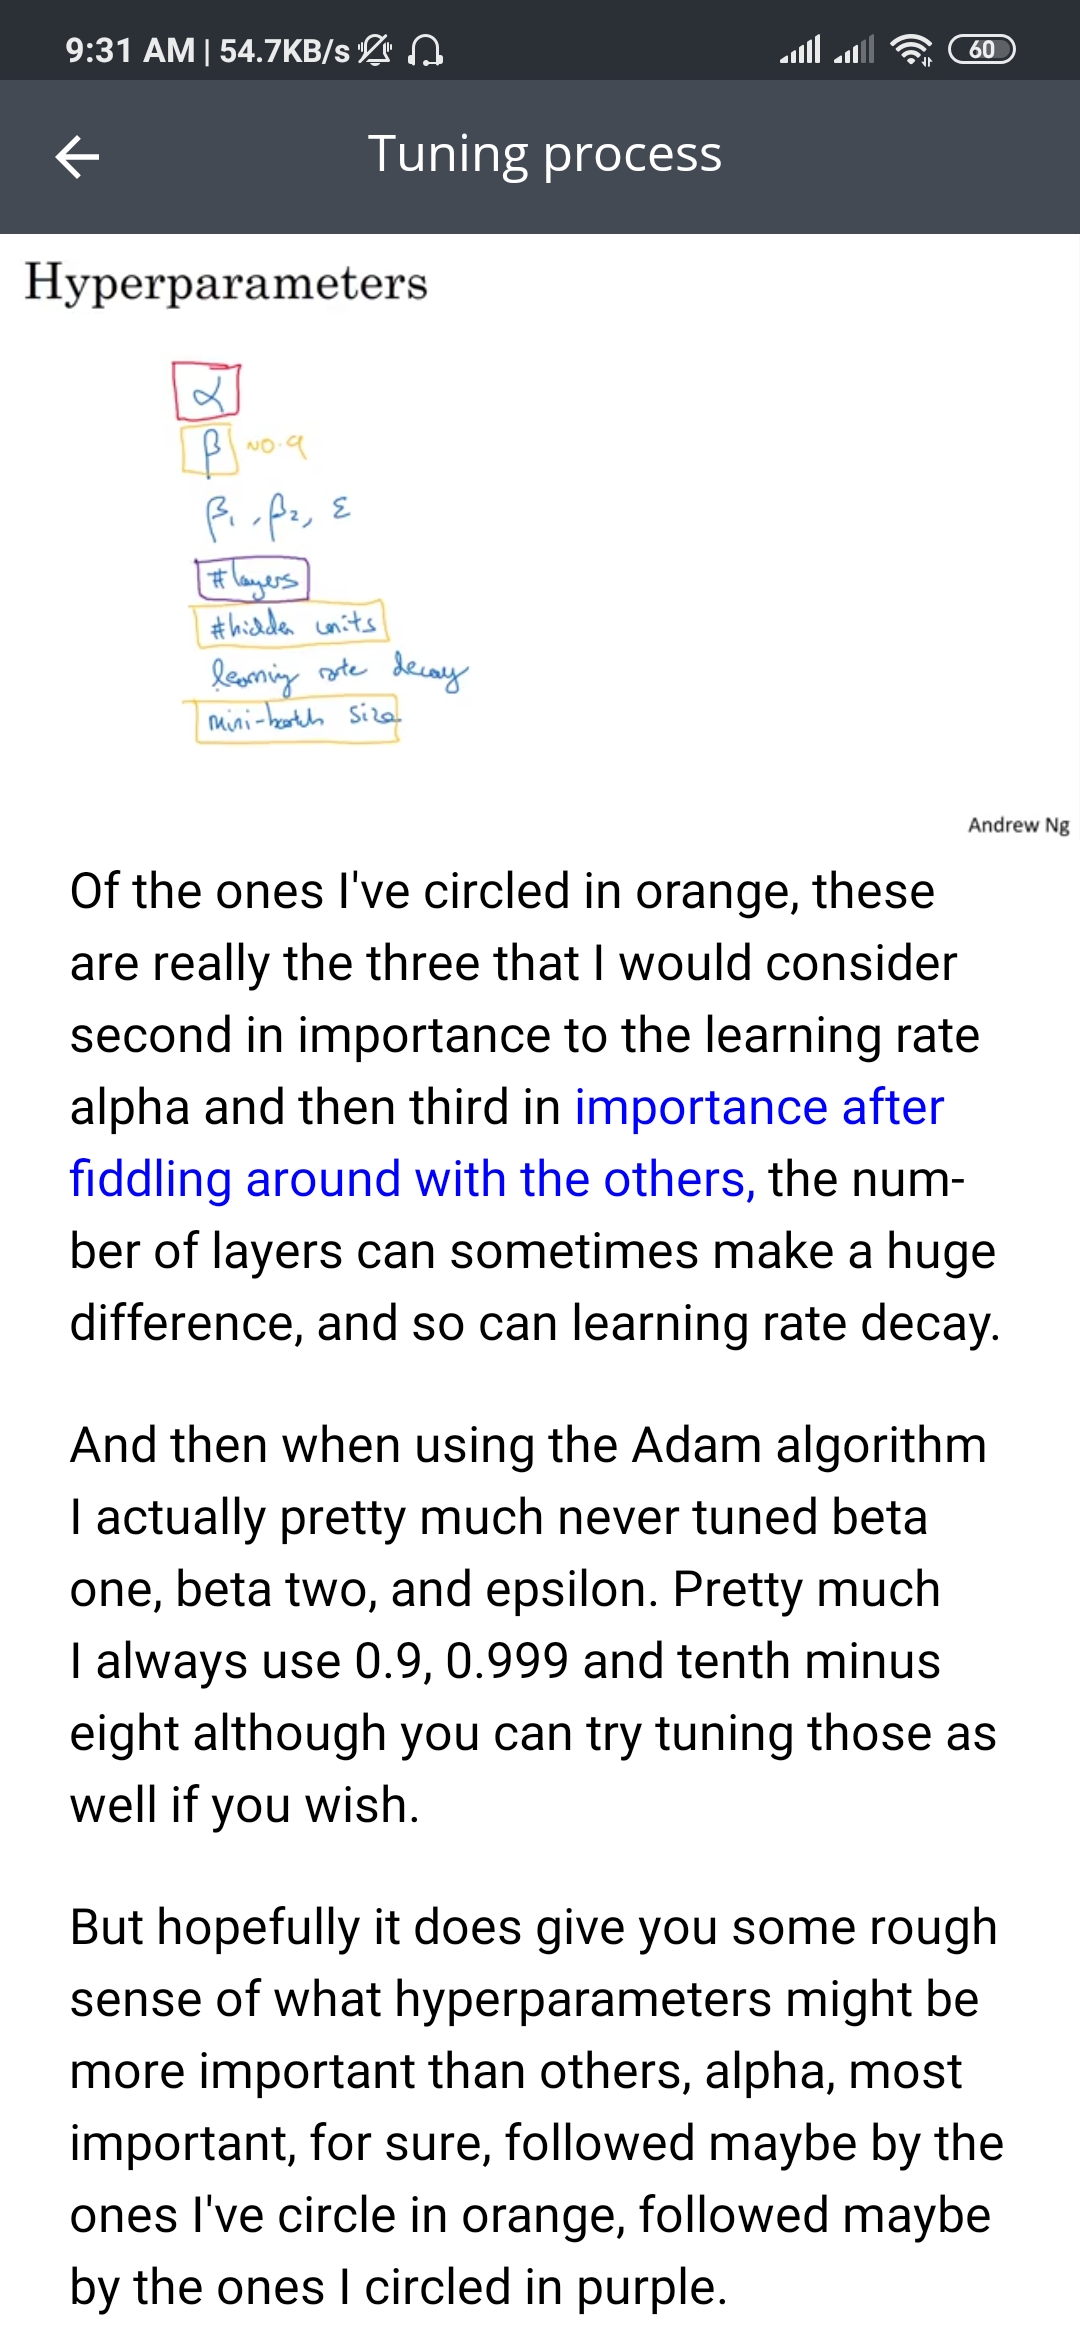 9:31 AM | 54.7KB/s
60
Tuning process
Hyperparameters
α
β ~0.9
β₁, β₂, ε
#layers
#hidden units
learning rate decay
mini-batch size
Andrew Ng
Of the ones I've circled in orange, these
are really the three that I would consider
second in importance to the learning rate
alpha and then third in importance after
fiddling around with the others, the num-
ber of layers can sometimes make a huge
difference, and so can learning rate decay.
And then when using the Adam algorithm
I actually pretty much never tuned beta
one, beta two, and epsilon. Pretty much
I always use 0.9, 0.999 and tenth minus
eight although you can try tuning those as
well if you wish.
But hopefully it does give you some rough
sense of what hyperparameters might be
more important than others, alpha, most
important, for sure, followed maybe by the
ones I've circle in orange, followed maybe
by the ones I circled in purple.